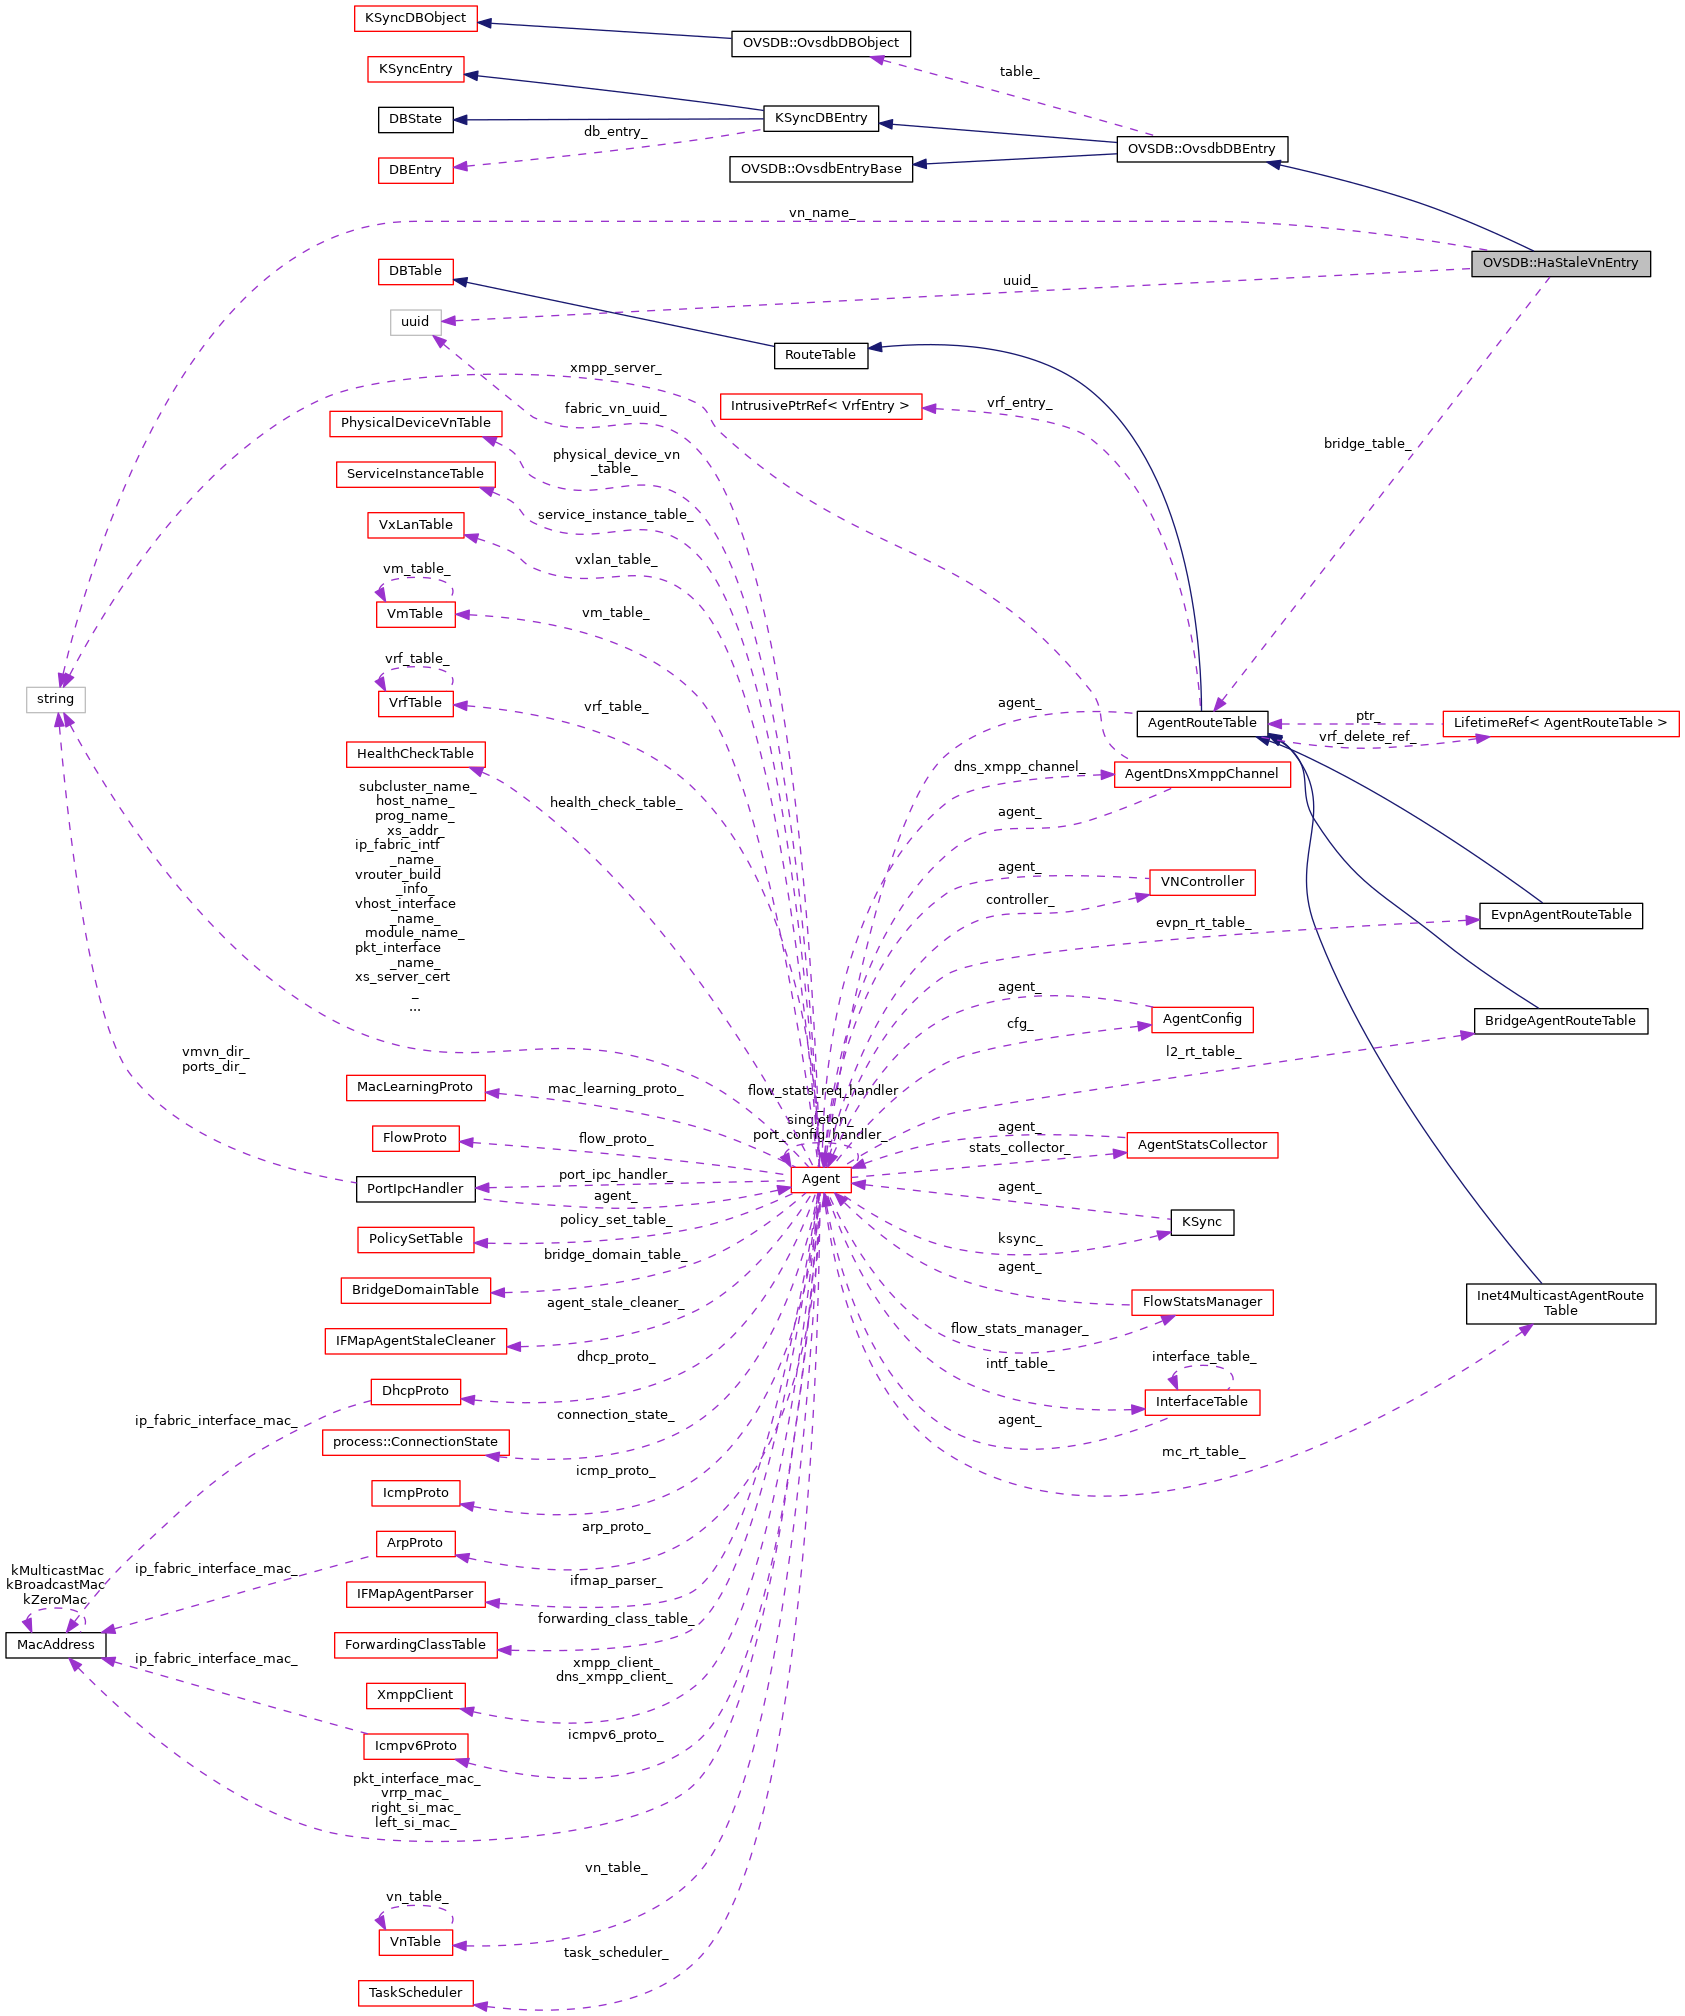 KSyncDBObject
OVSDB::OvsdbDBObject
KSyncEntry
table_
DBState
KSyncDBEntry
db_entry_
OVSDB::OvsdbDBEntry
DBEntry
OVSDB::OvsdbEntryBase
vn_name_
OVSDB::HaStaleVnEntry
DBTable
uuid_
uuid
RouteTable
xmpp_server_
IntrusivePtrRef< VrfEntry >
vrf_entry_
fabric_vn_uuid_
PhysicalDeviceVnTable
bridge_table_
physical_device_vn
_table_
ServiceInstanceTable
service_instance_table_
VxLanTable
vxlan_table_
vm_table_
VmTable
vm_table_
vrf_table_
string
VrfTable
vrf_table_
agent_
AgentRouteTable
ptr_
LifetimeRef< AgentRouteTable >
vrf_delete_ref_
HealthCheckTable
dns_xmpp_channel_
AgentDnsXmppChannel
subcluster_name_
host_name_
prog_name_
xs_addr_
ip_fabric_intf
_name_
vrouter_build
_info_
vhost_interface
_name_
module_name_
pkt_interface
_name_
xs_server_cert
_
...
health_check_table_
agent_
agent_
VNController
controller_
evpn_rt_table_
EvpnAgentRouteTable
agent_
AgentConfig
cfg_
BridgeAgentRouteTable
l2_rt_table_
vmvn_dir_
ports_dir_
MacLearningProto
mac_learning_proto_
flow_stats_req_handler
_
singleton_
port_config_handler_
FlowProto
flow_proto_
agent_
AgentStatsCollector
stats_collector_
port_ipc_handler_
Agent
PortIpcHandler
agent_
agent_
KSync
policy_set_table_
PolicySetTable
ksync_
bridge_domain_table_
agent_
BridgeDomainTable
agent_stale_cleaner_
FlowStatsManager
Inet4MulticastAgentRoute
Table
flow_stats_manager_
IFMapAgentStaleCleaner
dhcp_proto_
intf_table_
interface_table_
DhcpProto
InterfaceTable
ip_fabric_interface_mac_
connection_state_
agent_
process::ConnectionState
mc_rt_table_
icmp_proto_
IcmpProto
arp_proto_
ArpProto
ip_fabric_interface_mac_
kMulticastMac
kBroadcastMac
kZeroMac
ifmap_parser_
IFMapAgentParser
forwarding_class_table_
MacAddress
ForwardingClassTable
ip_fabric_interface_mac_
xmpp_client_
dns_xmpp_client_
XmppClient
icmpv6_proto_
Icmpv6Proto
pkt_interface_mac_
vrrp_mac_
right_si_mac_
left_si_mac_
vn_table_
vn_table_
VnTable
task_scheduler_
TaskScheduler